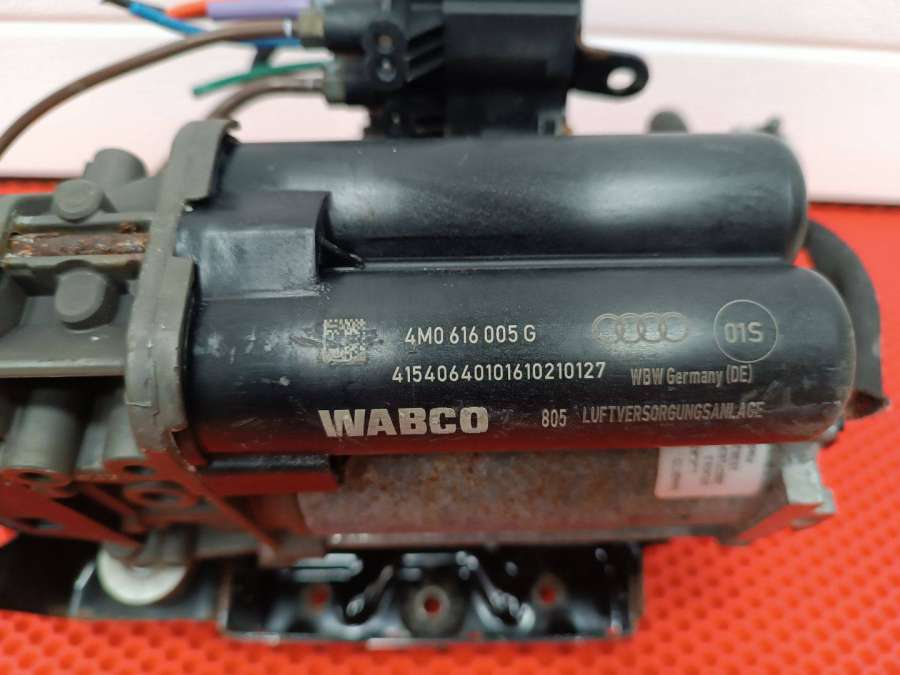 4M0 616 005 G
01S
41540640101610210127
WBW Germany (DE)
WABCO
805 LUFTVERSORGUNGSANLAGE